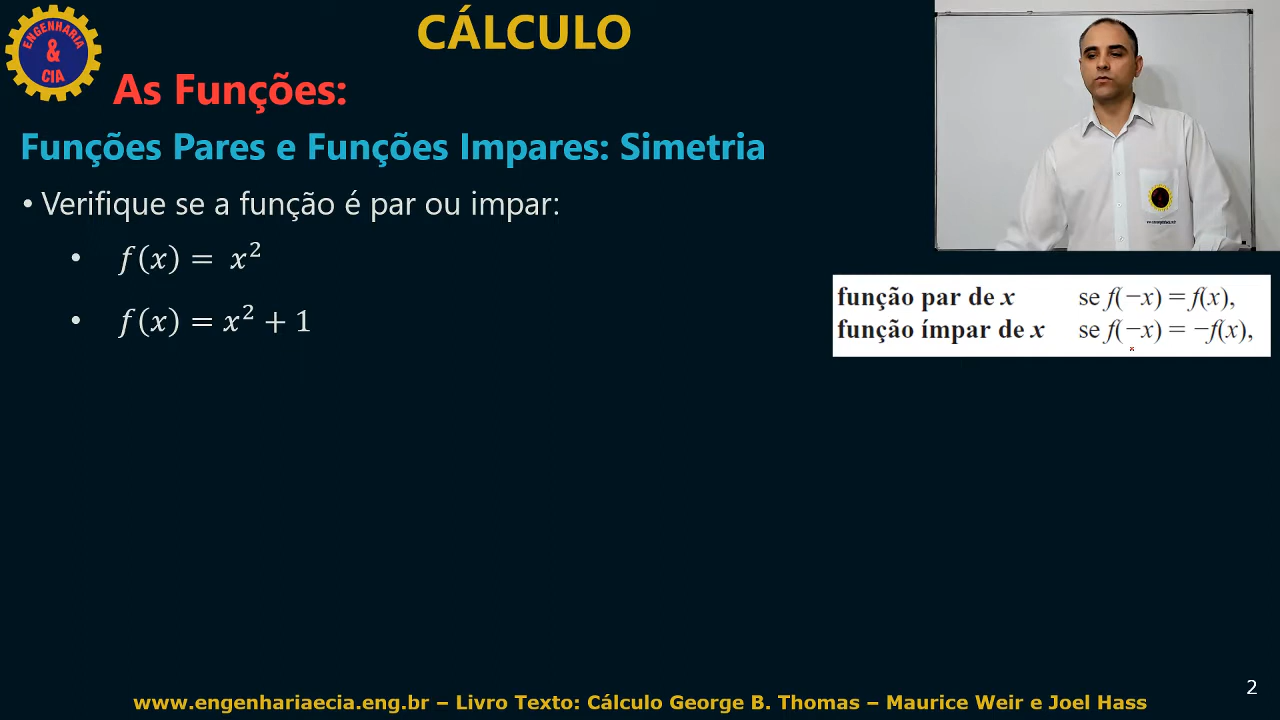 ENGENHARIA
&
CIA
CÁLCULO
As Funções:
Funções Pares e Funções Impares: Simetria
• Verifique se a função é par ou impar:
• f(x) = x²
• f(x) = x² + 1
função par de x se f(−x) = f(x),
função ímpar de x se f(−x) = −f(x),
2
www.engenhariaecia.eng.br – Livro Texto: Cálculo George B. Thomas – Maurice Weir e Joel Hass